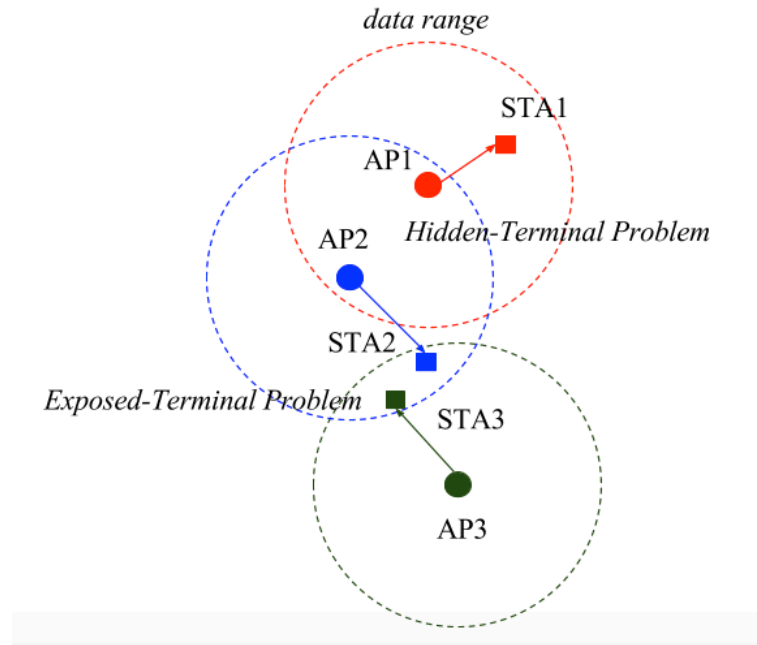 data range
STA1
AP1
Hidden-Terminal Problem
AP2
STA2
Exposed-Terminal Problem
STA3
AP3